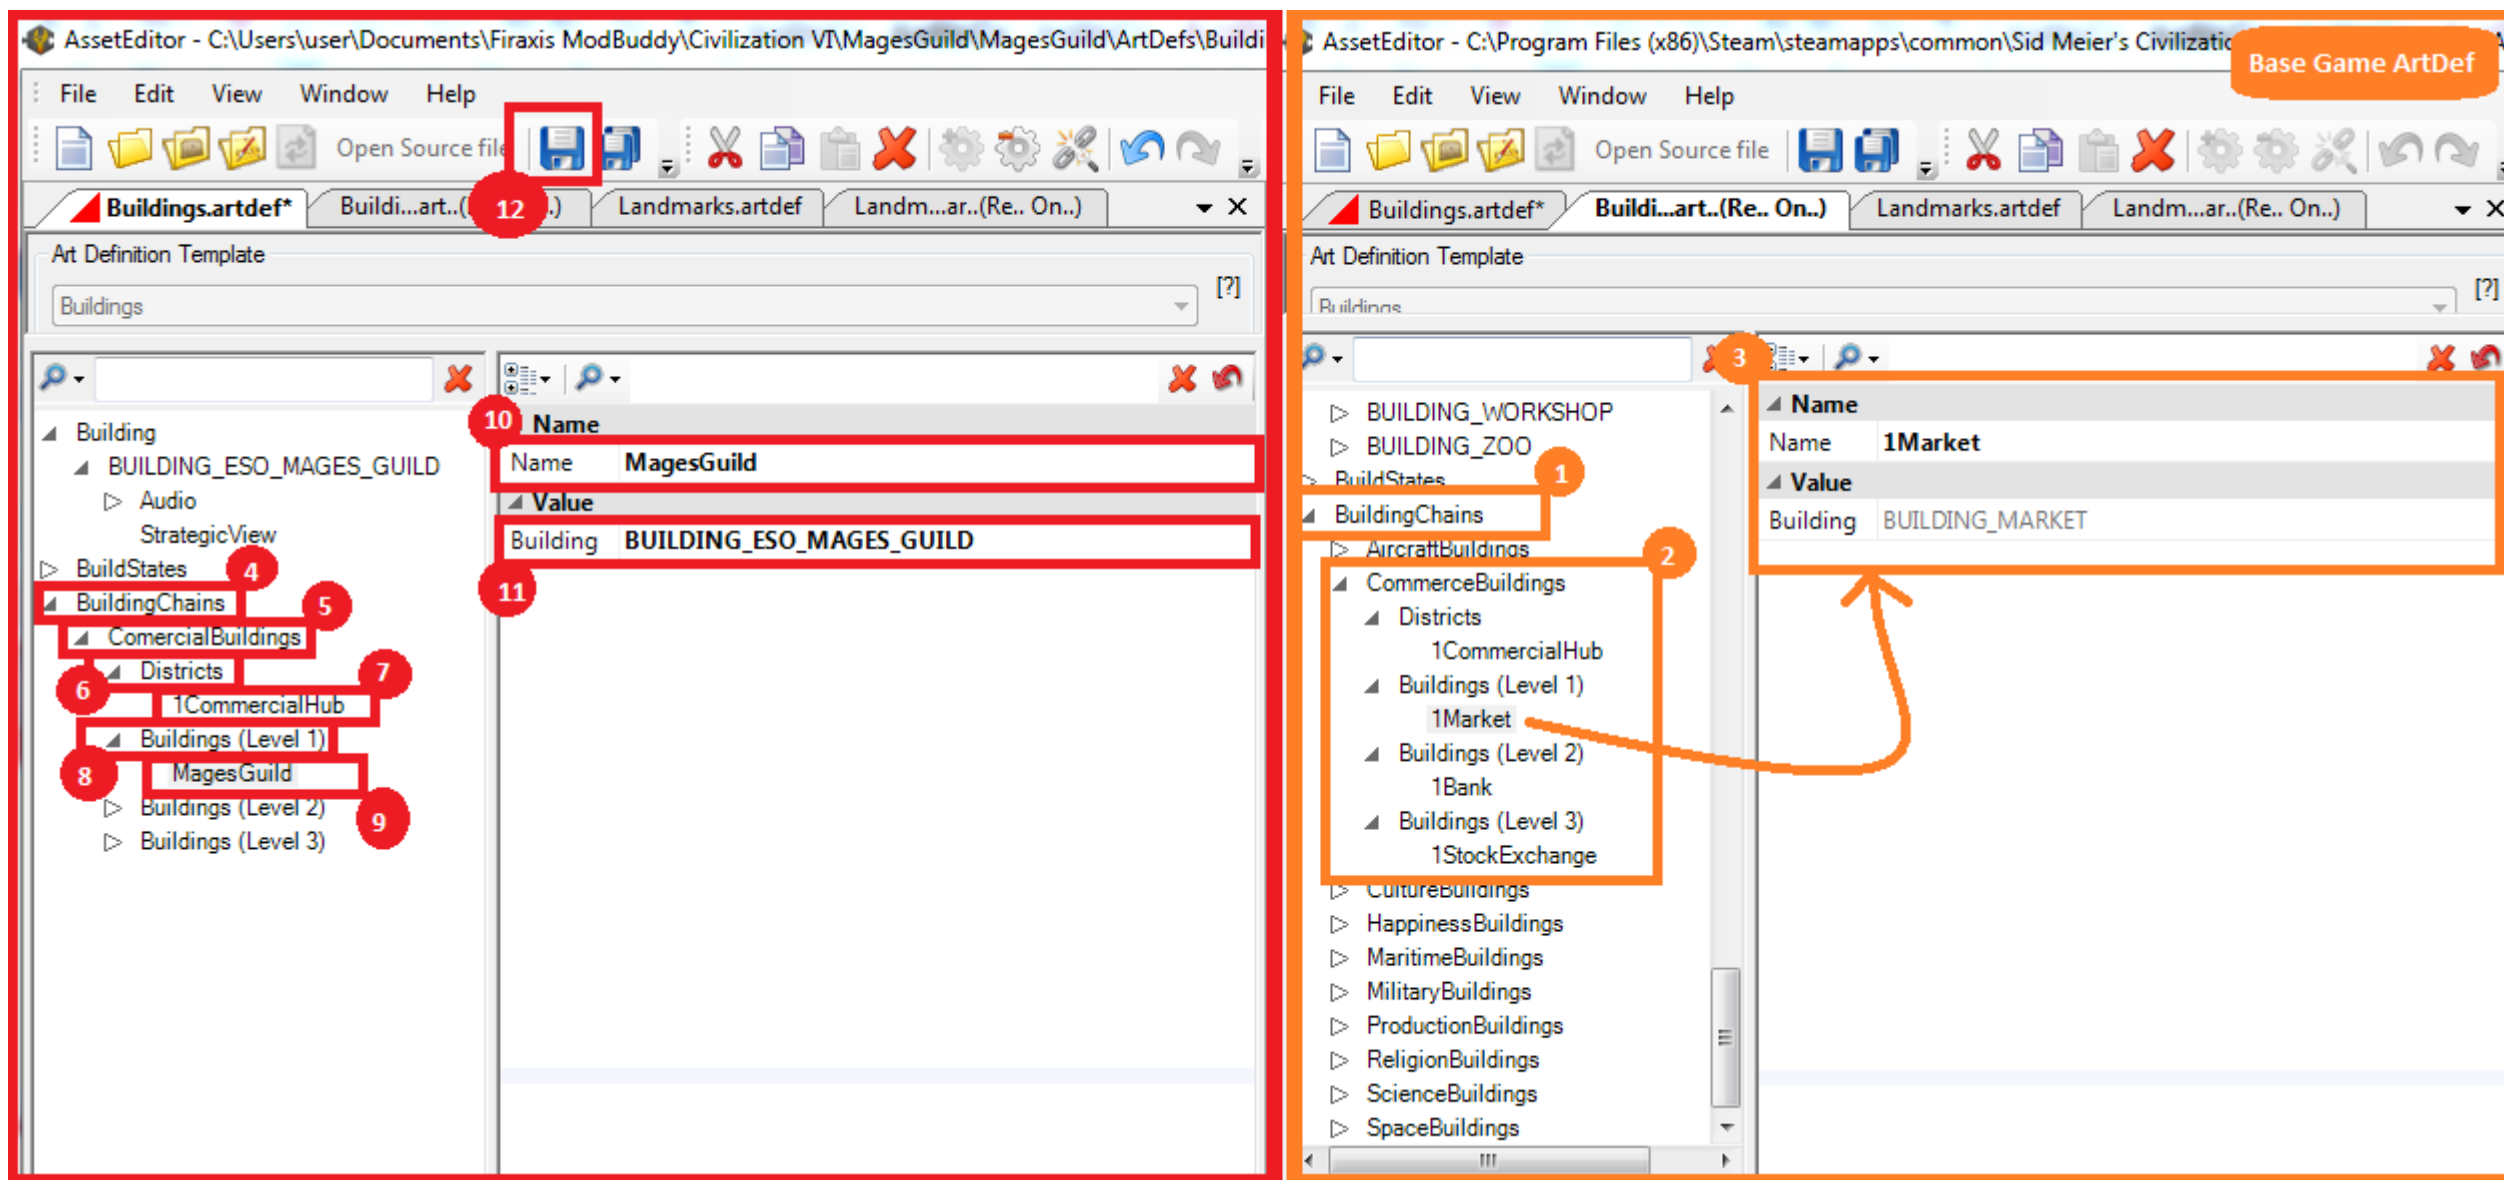 AssetEditor - C:\Users\user\Documents\Firaxis ModBuddy\Civilization VI\MagesGuild\MagesGuild\ArtDefs\Buildi
File Edit View Window Help
Open Source file
12
Buildings.artdef* Buildi...art..( .) Landmarks.artdef Landm...ar..(Re.. On..)
Art Definition Template
[?]
Buildings
10 Name
Building
Name MagesGuild
BUILDING_ESO_MAGES_GUILD
Value
Audio
StrategicView
Building BUILDING_ESO_MAGES_GUILD
BuildStates
4
11
BuildingChains
5
ComercialBuildings
Districts
7
6
1CommercialHub
Buildings (Level 1)
8
MagesGuild
Buildings (Level 2)
9
Buildings (Level 3)
AssetEditor - C:\Program Files (x86)\Steam\steamapps\common\Sid Meier's Civilizatic
Base Game ArtDef
File Edit View Window Help
Open Source file
Buildings.artdef* Buildi...art..(Re.. On..) Landmarks.artdef Landm...ar..(Re.. On..)
Art Definition Template
[?]
Buildings
3
BUILDING_WORKSHOP
Name
BUILDING_ZOO
Name 1Market
1
BuildStates
Value
BuildingChains
Building BUILDING_MARKET
AircraftBuildings
2
CommerceBuildings
Districts
1CommercialHub
Buildings (Level 1)
1Market
Buildings (Level 2)
1Bank
Buildings (Level 3)
1StockExchange
CultureBuildings
HappinessBuildings
MaritimeBuildings
MilitaryBuildings
ProductionBuildings
ReligionBuildings
ScienceBuildings
SpaceBuildings